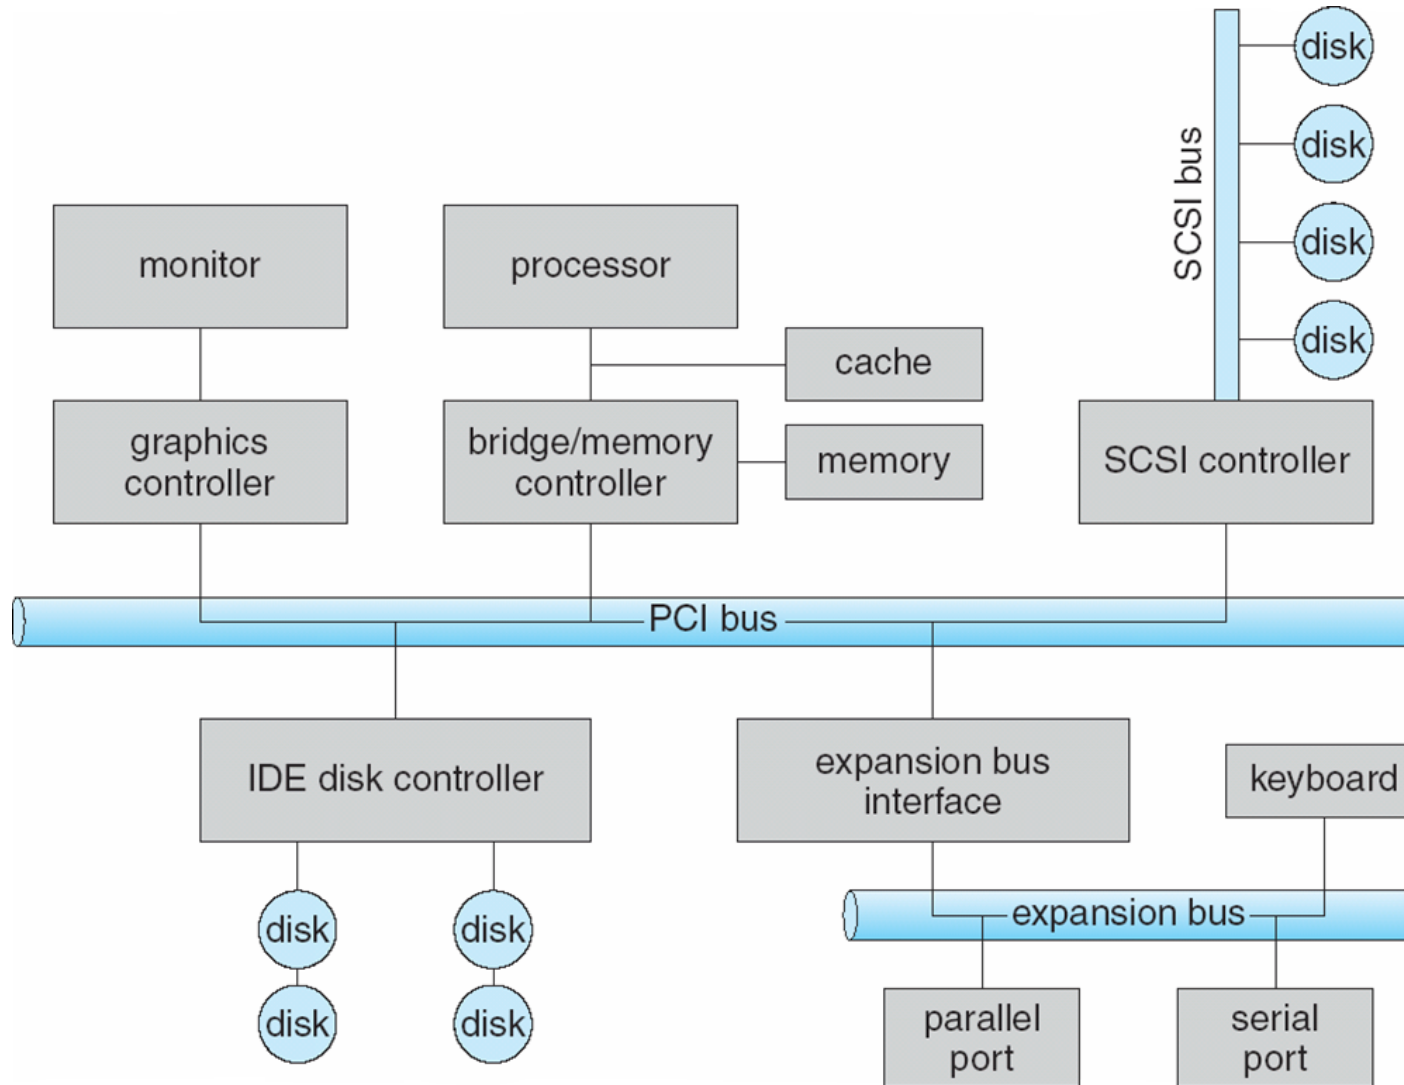 disk
disk
SCSI bus
disk
disk
monitor
processor
cache
graphics
controller
bridge/memory
controller
memory
SCSI controller
PCI bus
IDE disk controller
expansion bus
interface
keyboard
disk
disk
expansion bus
disk
disk
parallel
port
serial
port